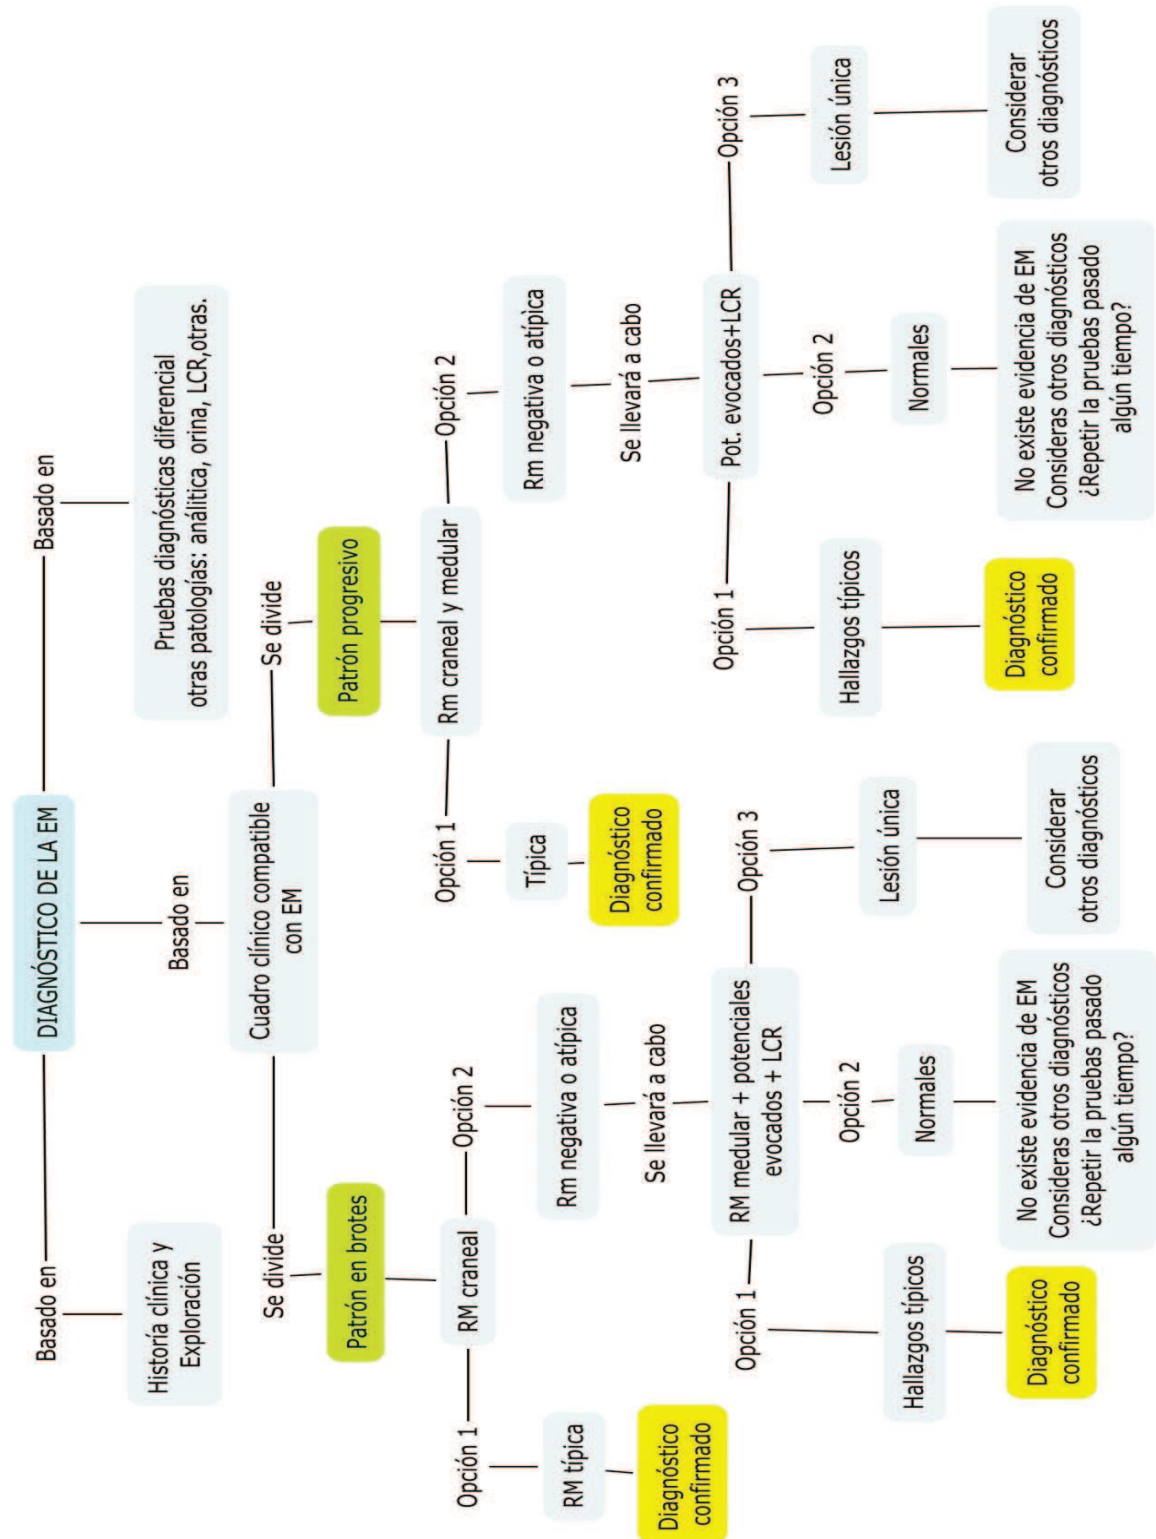 DIAGNÓSTICO DE LA EM
Basado en
Basado en
Basado en
Historía clínica y
Exploración
Cuadro clínico compatible
con EM
Pruebas diagnósticas diferencial
otras patologías: análitica, orina, LCR,otras.
Se divide
Se divide
Patrón en brotes
Patrón progresivo
RM craneal
Rm craneal y medular
Opción 1
Opción 2
Opción 1
Opción 2
RM típica
Rm negativa o atípica
Típica
Rm negativa o atípica
Diagnóstico
confirmado
Se llevará a cabo
Diagnóstico
confirmado
Se llevará a cabo
RM medular + potenciales
evocados + LCR
Pot. evocados+LCR
Opción 1
Opción 2
Opción 3
Opción 1
Opción 2
Opción 3
Hallazgos típicos
Normales
Lesión única
Hallazgos típicos
Normales
Lesión única
Diagnóstico
confirmado
No existe evidencia de EM
Consideras otros diagnósticos
¿Repetir la pruebas pasado
algún tiempo?
Considerar
otros diagnósticos
Diagnóstico
confirmado
No existe evidencia de EM
Consideras otros diagnósticos
¿Repetir la pruebas pasado
algún tiempo?
Considerar
otros diagnósticos